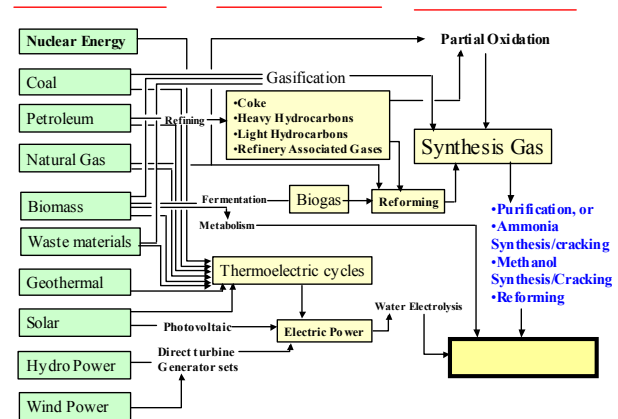 Nuclear Energy
Partial Oxidation
Coal
Gasification
Petroleum
Refining
•Coke
•Heavy Hydrocarbons
•Light Hydrocarbons
•Refinery Associated Gases
Synthesis Gas
Natural Gas
Biomass
Fermentation
Biogas
Reforming
Metabolism
•Purification, or
•Ammonia
Synthesis/cracking
•Methanol
Synthesis/Cracking
•Reforming
Waste materials
Geothermal
Thermoelectric cycles
Solar
Photovoltaic
Electric Power
Water Electrolysis
Hydro Power
Direct turbine
Generator sets
Wind Power